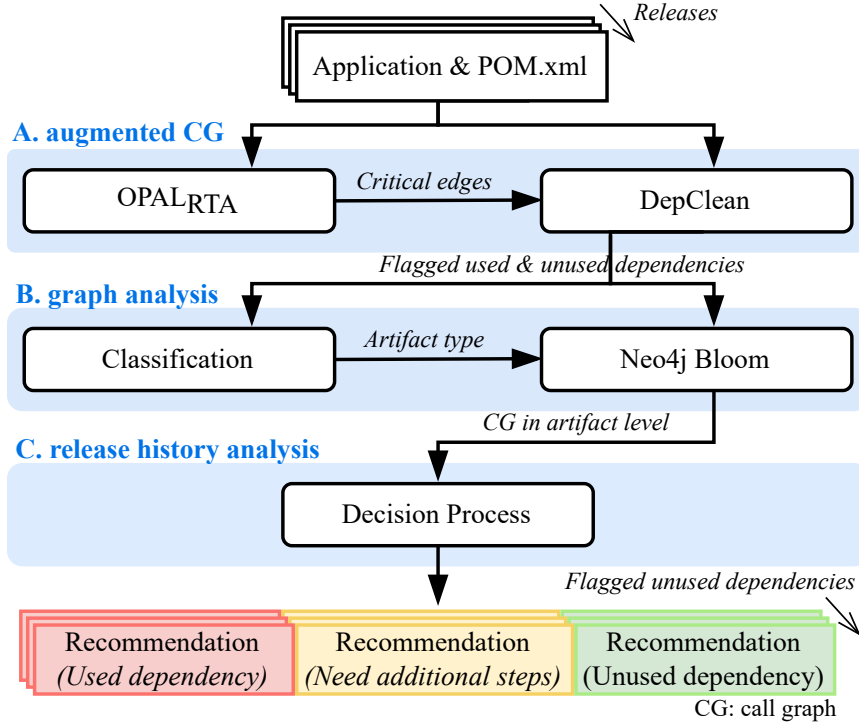 Releases
Application & POM.xml
A. augmented CG
OPALRTA
Critical edges
DepClean
Flagged used & unused dependencies
B. graph analysis
Classification
Artifact type
Neo4j Bloom
CG in artifact level
C. release history analysis
Decision Process
Flagged unused dependencies
Recommendation
(Used dependency)
Recommendation
(Need additional steps)
Recommendation
(Unused dependency)
CG: call graph